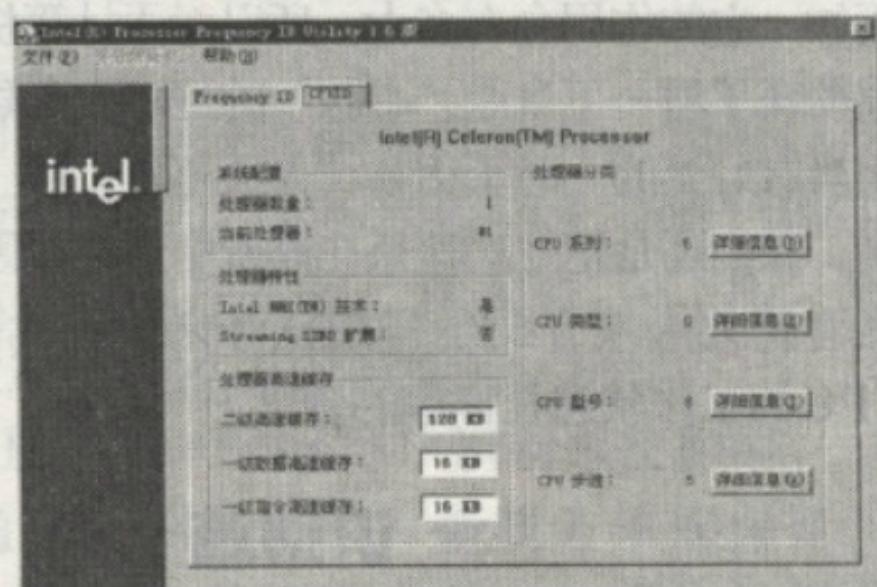 Intel(R) Processor Frequency ID Utility 1.6 版
文件(F) 帮助(H)
intel.
Frequency ID CPUID
Intel(R) Celeron(TM) Processor
系统配置
处理器数量： 1
当前处理器： #1
处理器特性
Intel MMX(TM) 技术： 是
Streaming SIMD 扩展： 否
处理器高速缓存
二级高速缓存： 128 KB
一级数据高速缓存： 16 KB
一级指令高速缓存： 16 KB
处理器分类
CPU 系列： 6 详细信息
CPU 类型： 0 详细信息
CPU 型号： 6 详细信息
CPU 步进： 5 详细信息